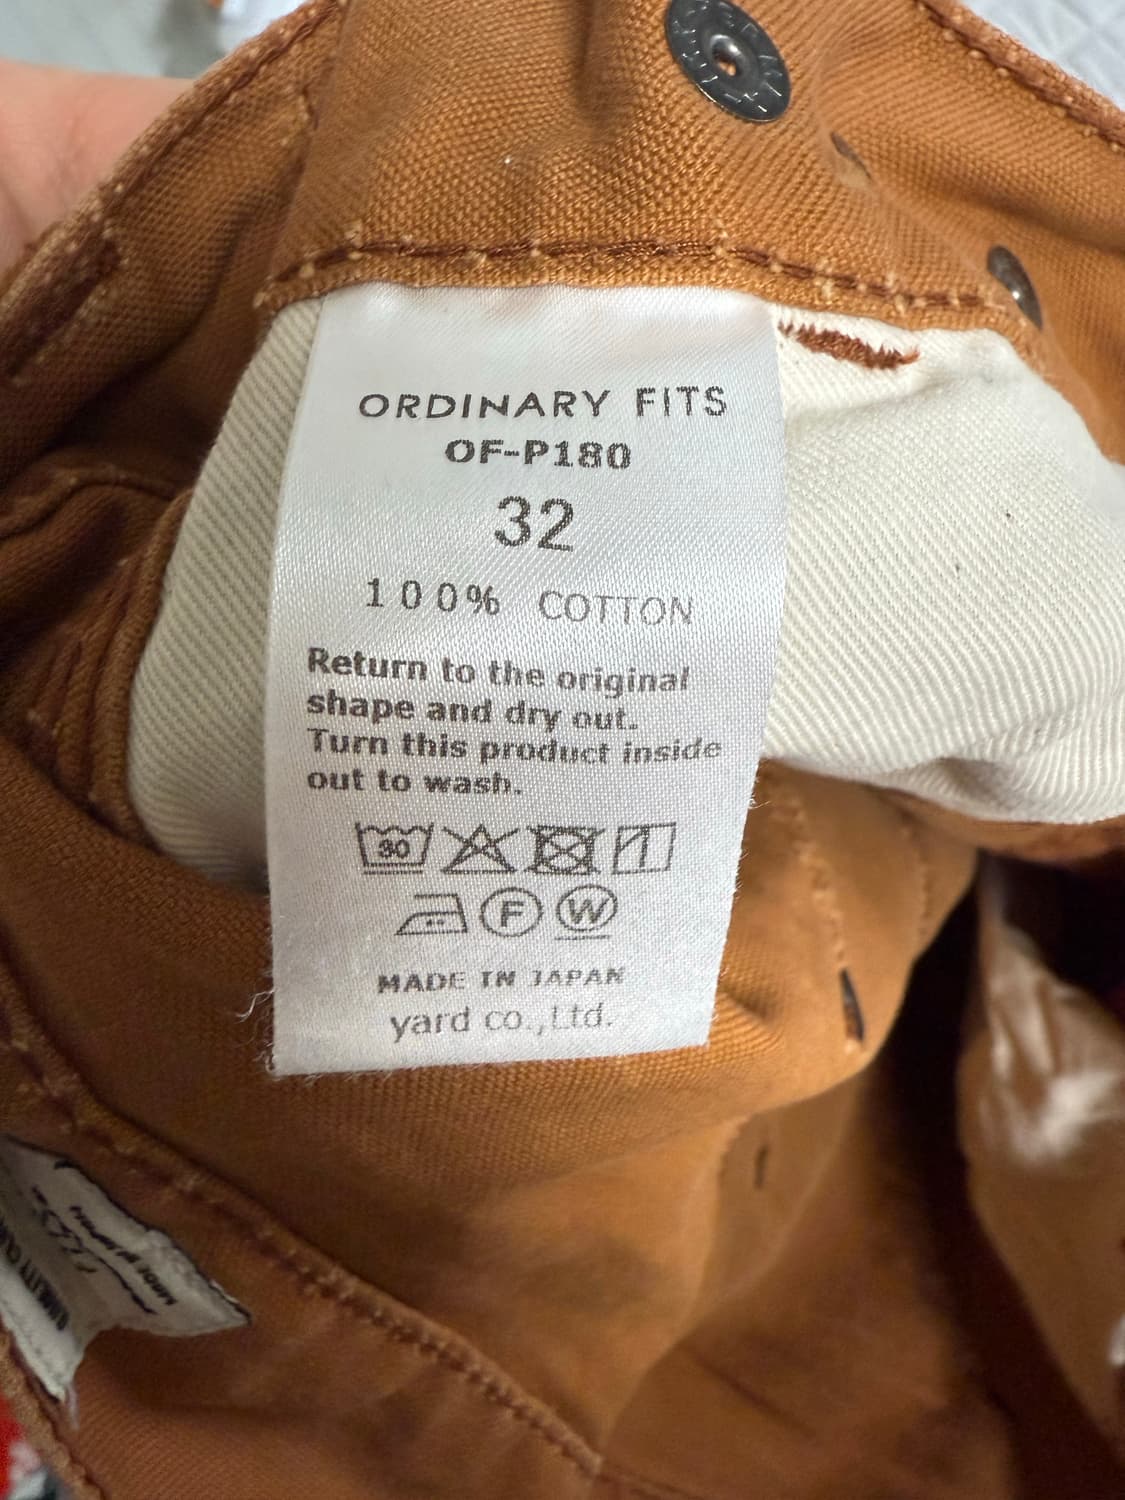 ORDINARY FITS
OF-P180
32
100% COTTON
Return to the original
shape and dry out.
Turn this product inside
out to wash.
30
F W
MADE IN JAPAN
yard co.,Ltd.